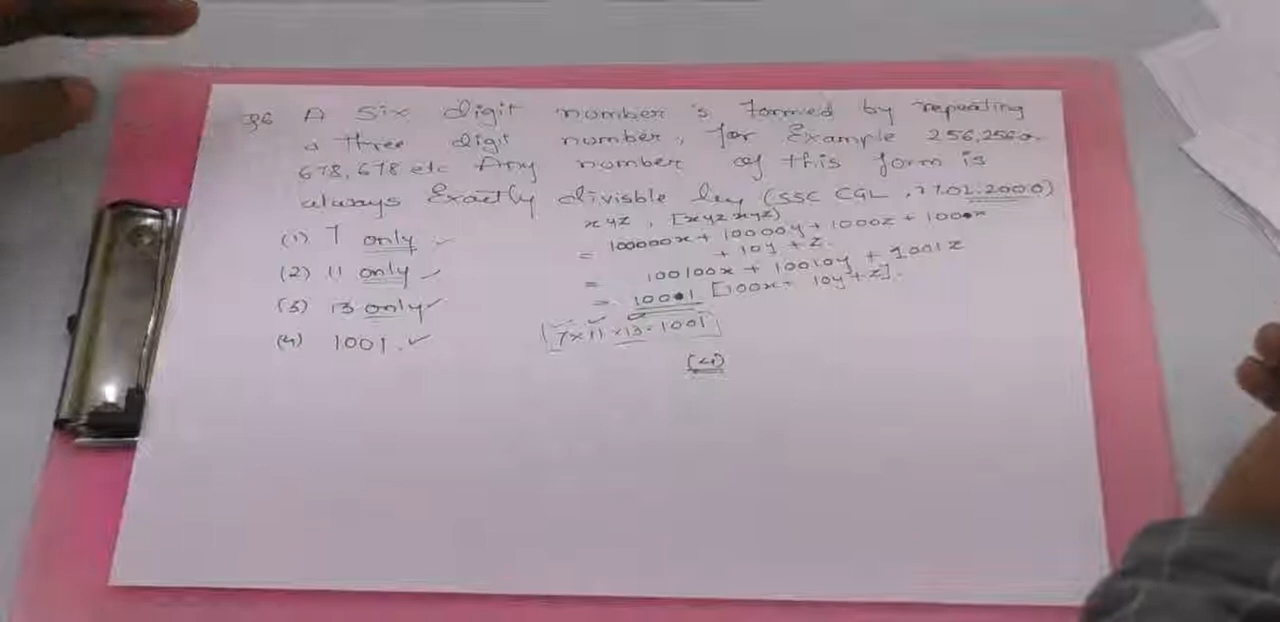 36 A Six digit number is formed by repeating
a three digit number, for Example 256,256 or
678,678 etc Any number of this form is
always Exactly divisible by (SSC CGL, 27.02.2000)
xyz, [xyzxyz)
(1) 7 only
= 100000x + 10000y + 1000z + 100x
+ 10y + z.
(2) 11 only
= 100100x + 10010y + 1001z
(3) 13 only
= 1001 [100x + 10y + z].
[7×11×13=1001]
(4) 1001.
(4)